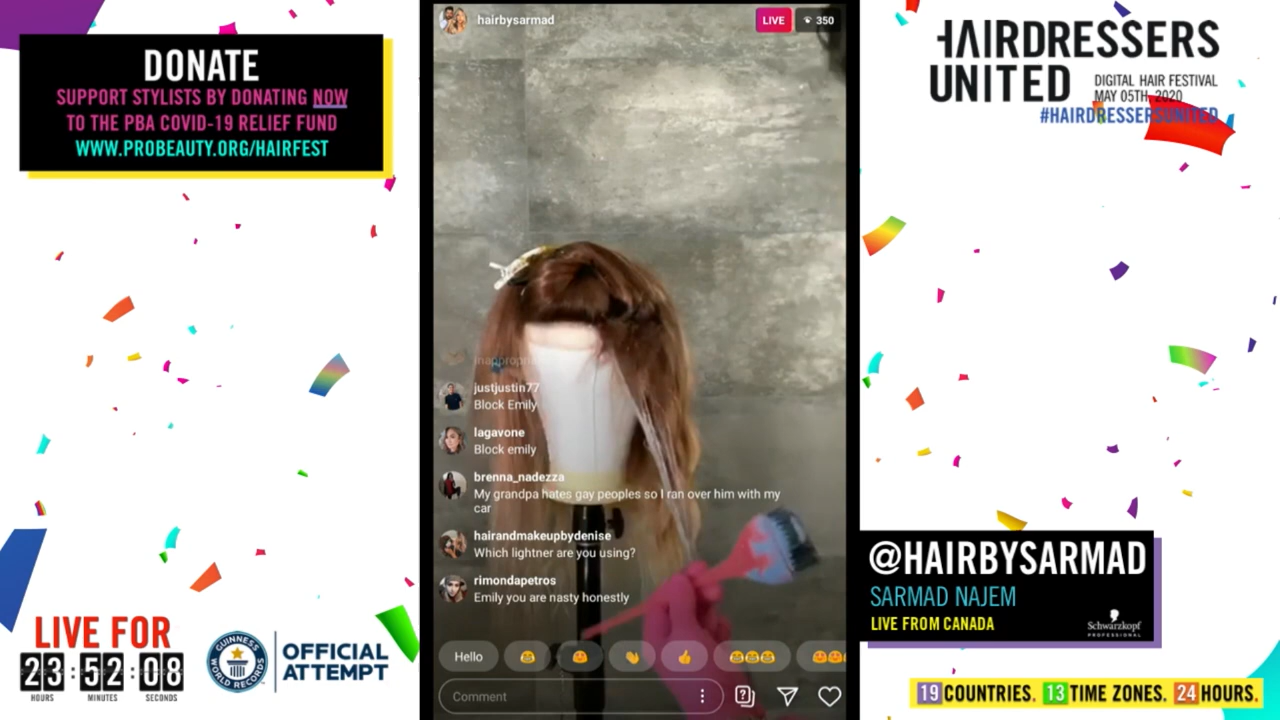 DONATE
SUPPORT STYLISTS BY DONATING NOW
TO THE PBA COVID-19 RELIEF FUND
WWW.PROBEAUTY.ORG/HAIRFEST
hairbysarmad
LIVE
350
HAIRDRESSERS
UNITED
DIGITAL HAIR FESTIVAL
MAY 05TH, 2020
#HAIRDRESSERSUNITED
justjustin77
Block Emily
lagavone
Block emily
brenna_nadezza
My grandpa hates gay peoples so I ran over him with my
car
hairandmakeupbydenise
Which lightner are you using?
rimondapetros
Emily you are nasty honestly
Hello
Comment
@HAIRBYSARMAD
SARMAD NAJEM
LIVE FROM CANADA
Schwarzkopf
PROFESSIONAL
LIVE FOR
23:52:08
HOURS MINUTES SECONDS
GUINNESS
WORLD RECORDS
OFFICIAL
ATTEMPT
19 COUNTRIES. 13 TIME ZONES. 24 HOURS.